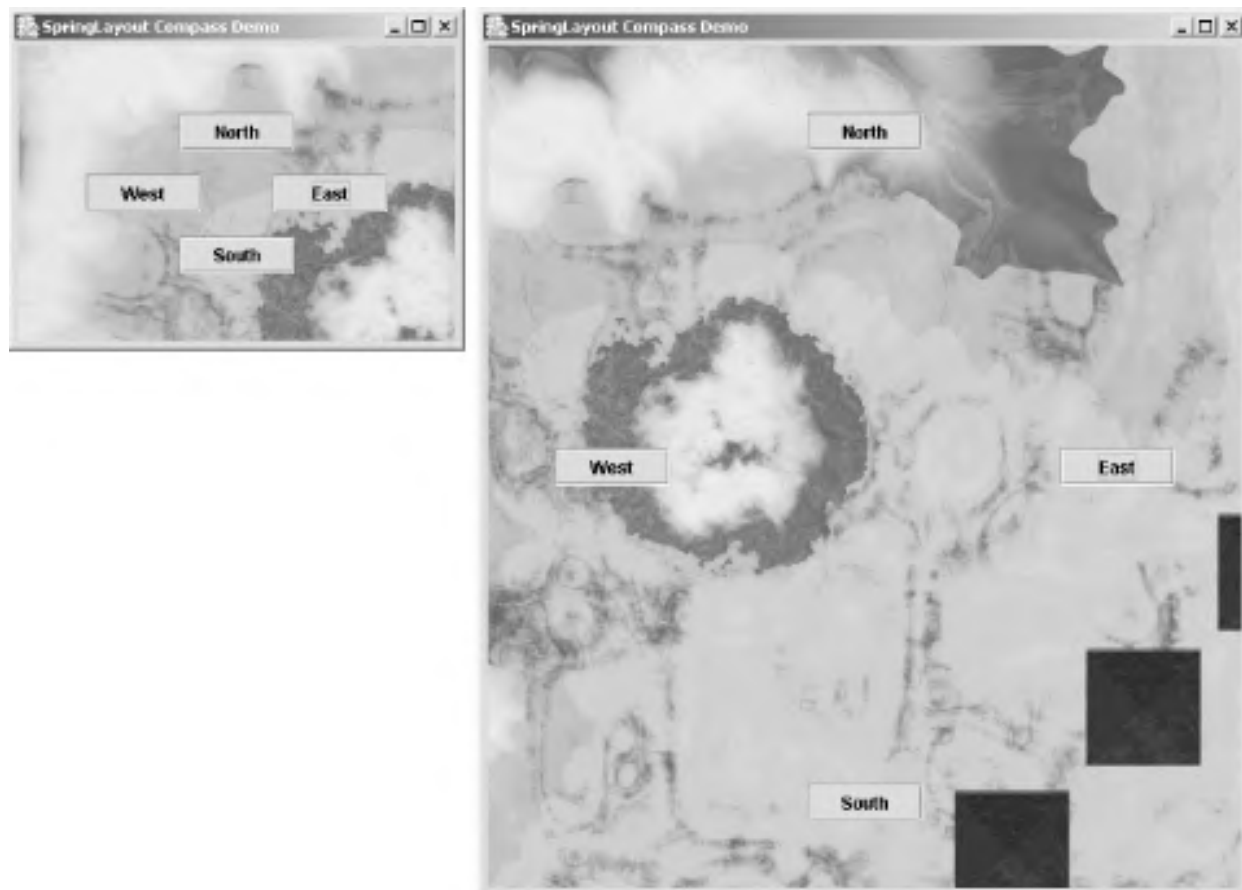 SpringLayout Compass Demo
North
West
East
South
SpringLayout Compass Demo
North
West
East
South